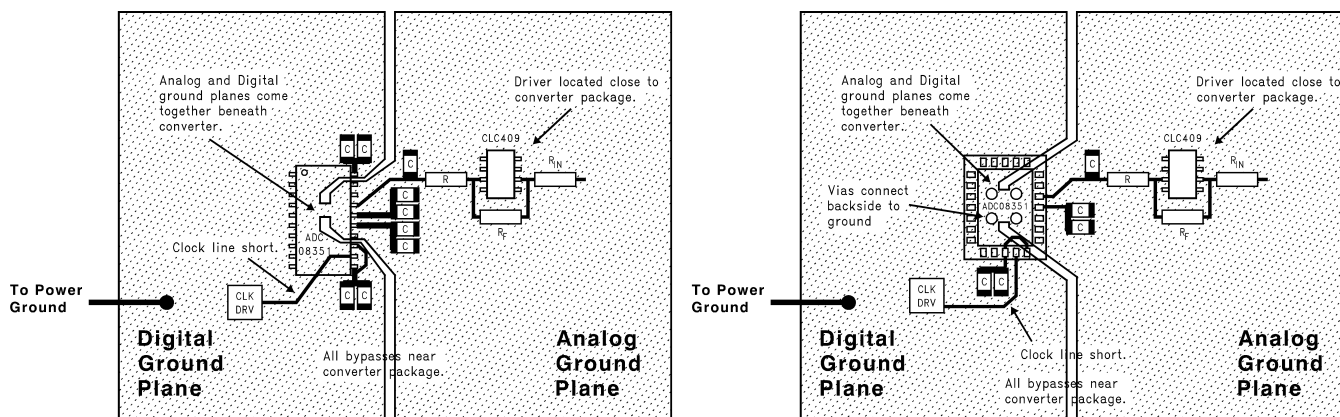 Analog and Digital
ground planes come
together beneath
converter.
Driver located close to
converter package.
CLC409
C C
C
R
RIN
RF
C
C
C
C
ADC
08351
Clock line short.
C C
CLK
DRV
To Power
Ground
Digital
Ground
Plane
All bypasses near
converter package.
Analog
Ground
Plane
Analog and Digital
ground planes come
together beneath
converter.
Driver located close to
converter package.
CLC409
C
R
RIN
RF
Vias connect
backside to
ground
ADC08351
C
C
C C
CLK
DRV
To Power
Ground
Digital
Ground
Plane
Clock line short.
All bypasses near
converter package.
Analog
Ground
Plane